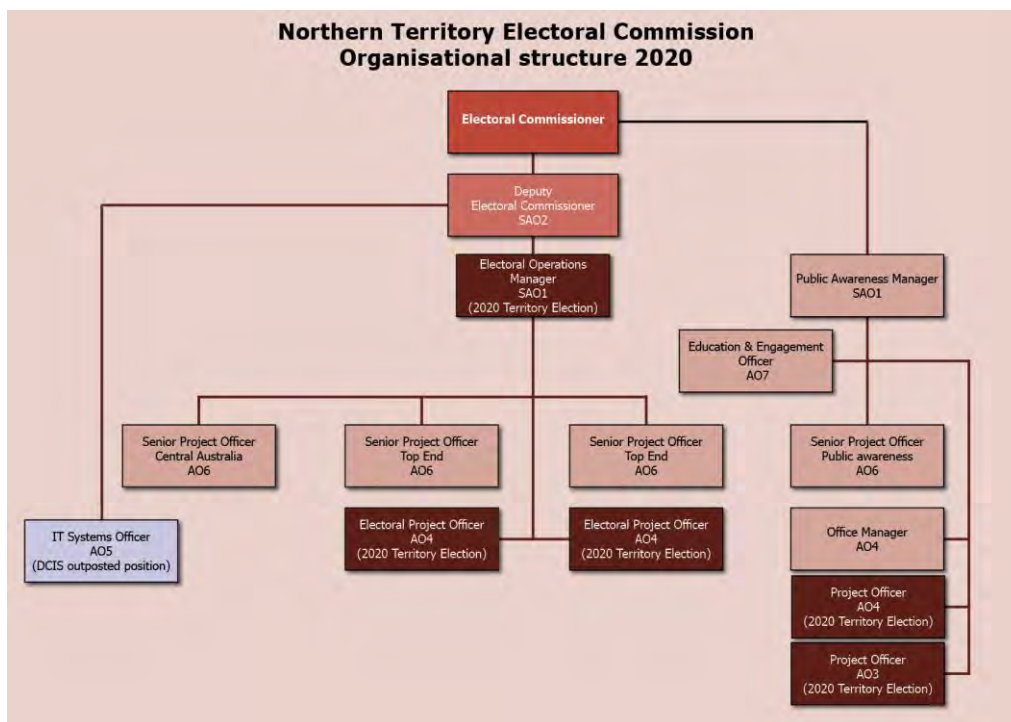 Northern Territory Electoral Commission
Organisational structure 2020
Electoral Commissioner
Deputy
Electoral Commissioner
SAO2
Electoral Operations
Manager
SAO1
(2020 Territory Election)
Public Awareness Manager
SAO1
Education & Engagement
Officer
AO7
Senior Project Officer
Central Australia
AO6
Senior Project Officer
Top End
AO6
Senior Project Officer
Top End
AO6
Senior Project Officer
Public awareness
AO6
IT Systems Officer
AO5
(DCIS outposted position)
Electoral Project Officer
AO4
(2020 Territory Election)
Electoral Project Officer
AO4
(2020 Territory Election)
Office Manager
AO4
Project Officer
AO4
(2020 Territory Election)
Project Officer
AO3
(2020 Territory Election)